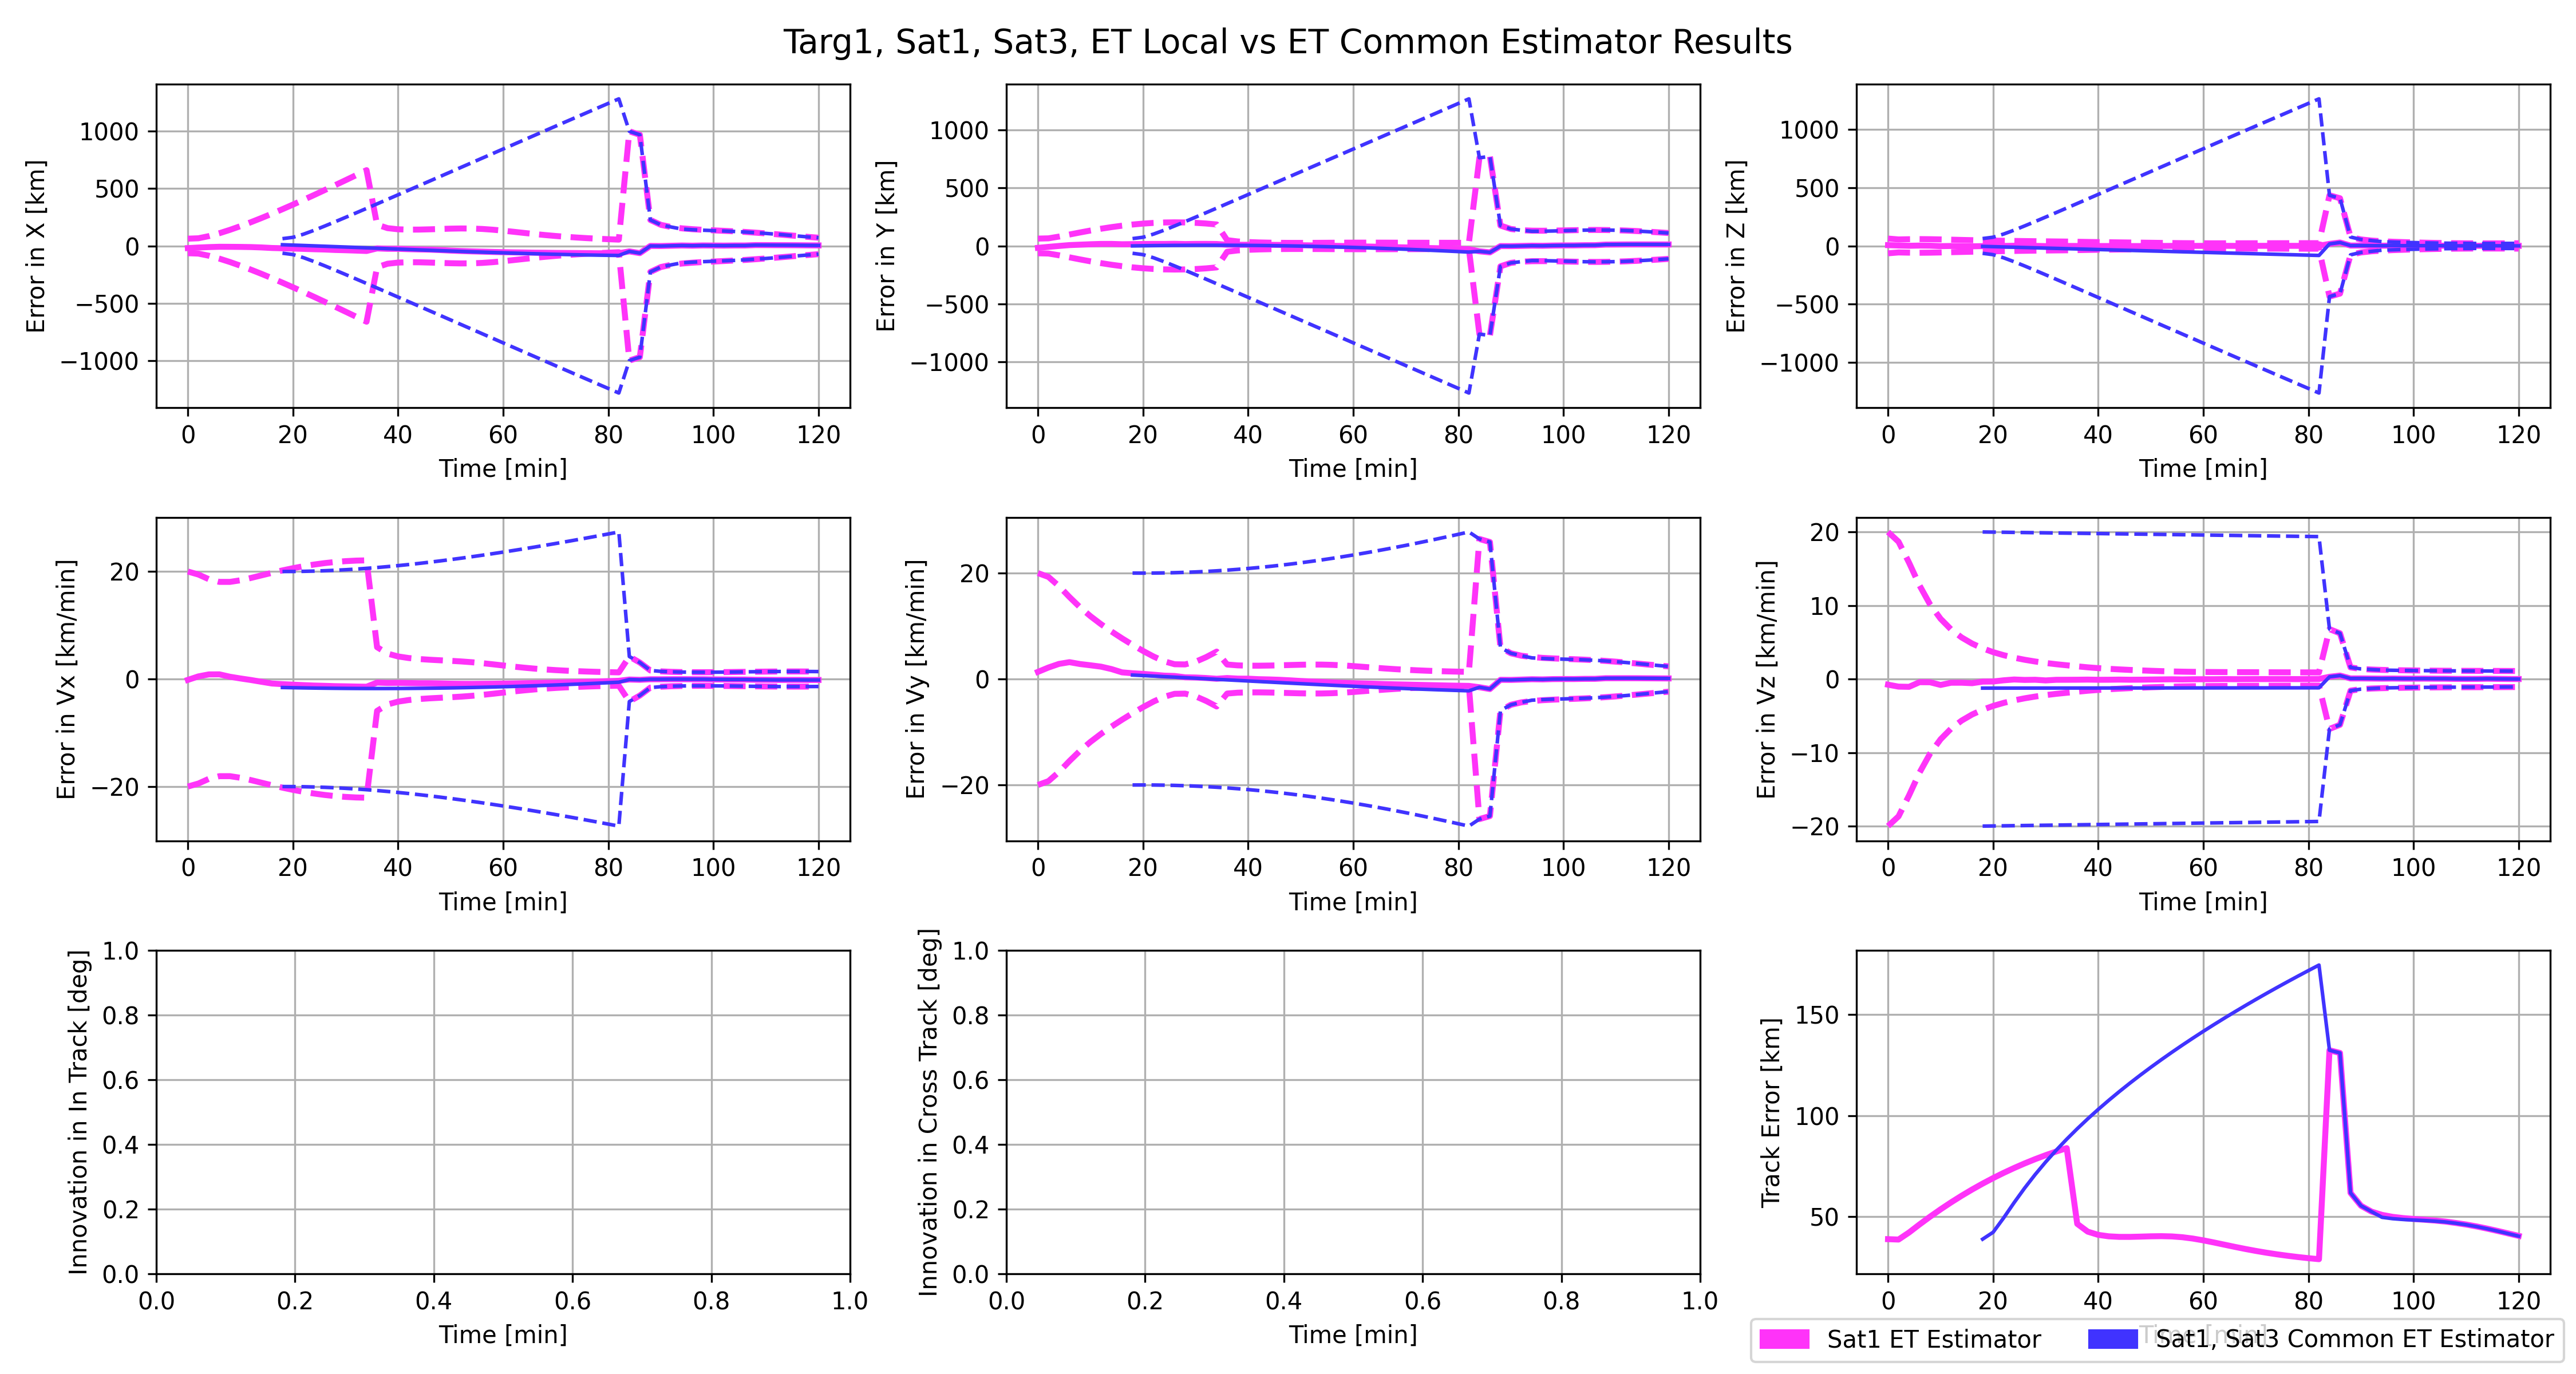 Targ1, Sat1, Sat3, ET Local vs ET Common Estimator Results
Error in X [km]
1000
500
0
−500
−1000
0 20 40 60 80 100 120
Time [min]
Error in Y [km]
1000
500
0
−500
−1000
0 20 40 60 80 100 120
Time [min]
Error in Z [km]
1000
500
0
−500
−1000
0 20 40 60 80 100 120
Time [min]
Error in Vx [km/min]
20
0
−20
0 20 40 60 80 100 120
Time [min]
Error in Vy [km/min]
20
0
−20
0 20 40 60 80 100 120
Time [min]
Error in Vz [km/min]
20
10
0
−10
−20
0 20 40 60 80 100 120
Time [min]
Innovation in In Track [deg]
1.0
0.8
0.6
0.4
0.2
0.0
0.0 0.2 0.4 0.6 0.8 1.0
Time [min]
Innovation in Cross Track [deg]
1.0
0.8
0.6
0.4
0.2
0.0
0.0 0.2 0.4 0.6 0.8 1.0
Time [min]
Track Error [km]
150
100
50
0 20 40 60 80 100 120
Time [min]
Sat1 ET Estimator
Sat1, Sat3 Common ET Estimator